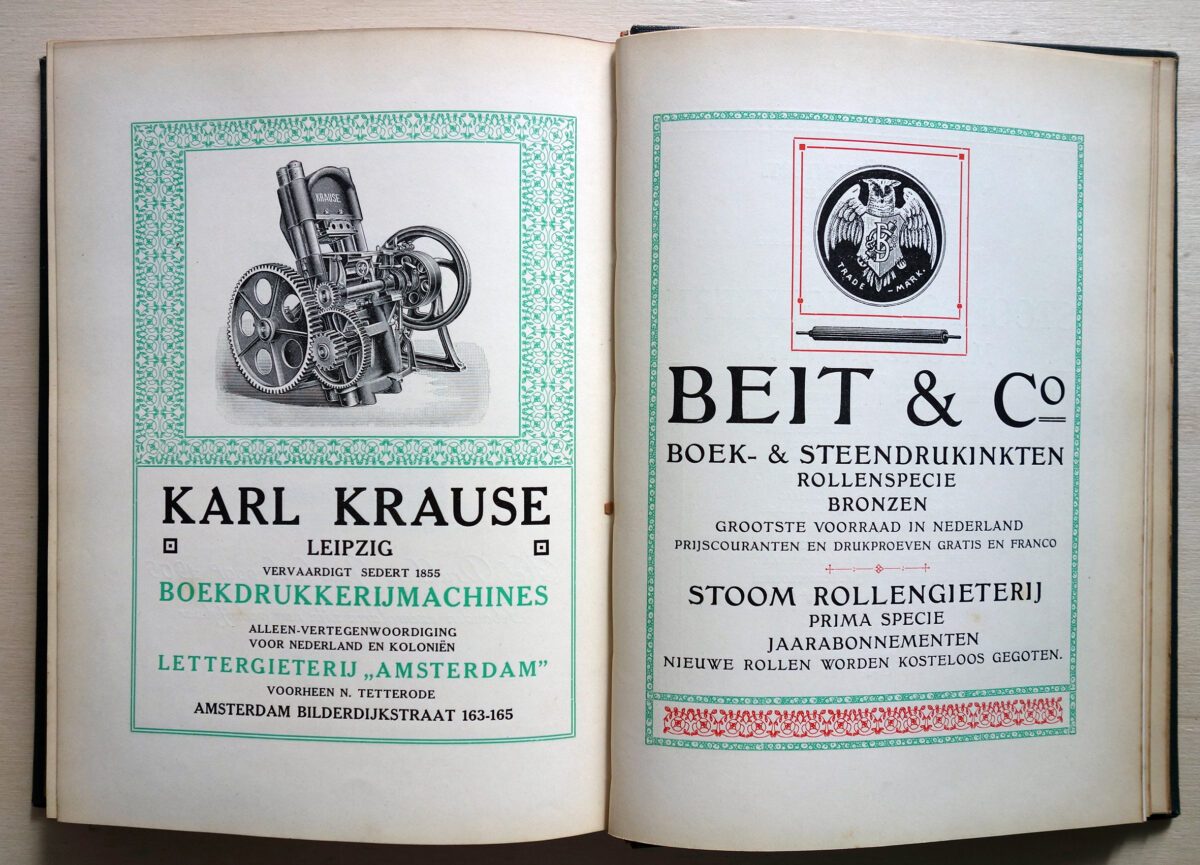 KRAUSE
KARL KRAUSE
LEIPZIG
VERVAARDIGT SEDERT 1855
BOEKDRUKKERIJMACHINES
ALLEEN-VERTEGENWOORDIGING
VOOR NEDERLAND EN KOLONIËN
LETTERGIETERIJ „AMSTERDAM”
VOORHEEN N. TETTERODE
AMSTERDAM BILDERDIJKSTRAAT 163-165
TRADE - MARK.
BEIT & Co
BOEK- & STEENDRUKINKTEN
ROLLENSPECIE
BRONZEN
GROOTSTE VOORRAAD IN NEDERLAND
PRIJSCOURANTEN EN DRUKPROEVEN GRATIS EN FRANCO
STOOM ROLLENGIETERIJ
PRIMA SPECIE
JAARABONNEMENTEN
NIEUWE ROLLEN WORDEN KOSTELOOS GEGOTEN.